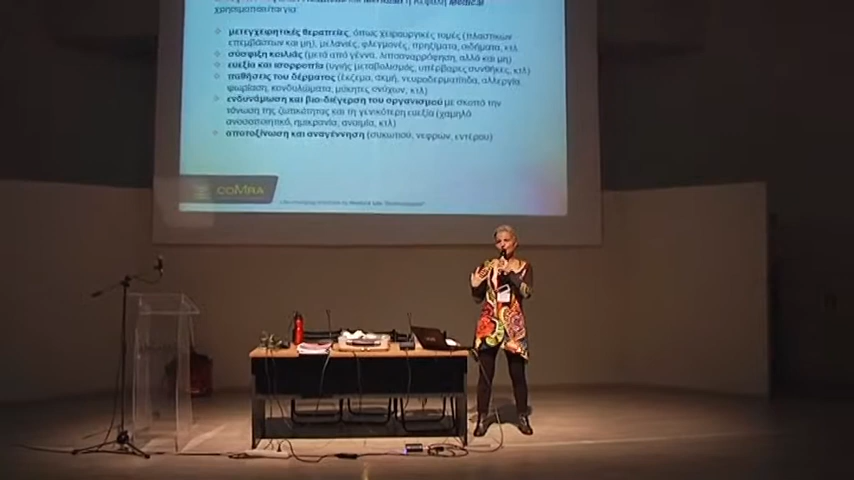 χρησιμοποιείται για:
μετεγχειρητικές θεραπείες, όπως χειρουργικές τομές (πλαστικών
επεμβάσεων και μη), μελανιές, φλεγμονές, πρηξίματα, οιδήματα κτλ
σύσφιξη κοιλιάς (μετά από γέννα, λιποαναρρόφηση, αλλά και μη)
ευεξία και ισορροπία (υγιής μεταβολισμός, υπέρβαρες συνθήκες, κτλ)
παθήσεις του δέρματος (έκζεμα, ακμή, νευροδερματίτιδα, αλλεργία,
ψωρίαση, κονδυλώματα, μύκητες ονύχων, κτλ)
ενδυνάμωση και βιο-διέγερση του οργανισμού με σκοπό την
τόνωση της ζωτικότητας και τη γενικότερη ευεξία (χαμηλό
ανοσοποιητικό, ημικρανία, αναιμία, κτλ)
αποτοξίνωση και αναγέννηση (συκωτιού, νεφρών, εντέρου)
COMRA